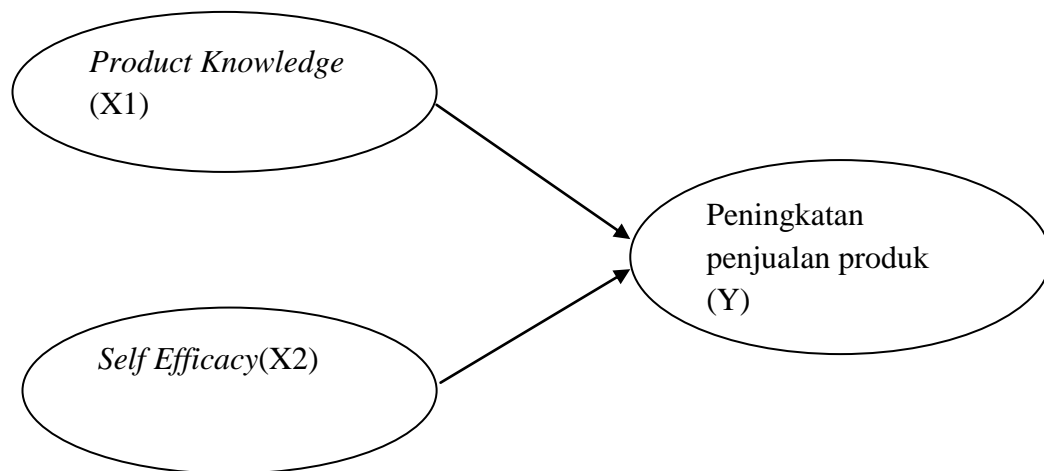 Product Knowledge
(X1)
Peningkatan
penjualan produk
(Y)
Self Efficacy(X2)